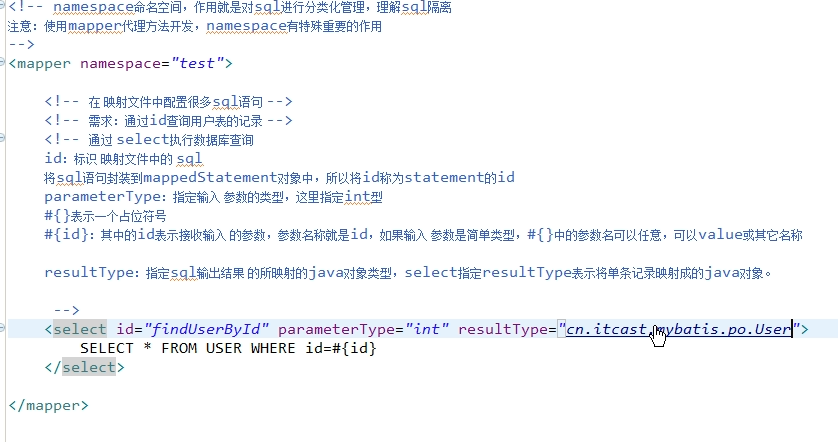 <!-- namespace命名空间，作用就是对sql进行分类化管理，理解sql隔离
注意：使用mapper代理方法开发，namespace有特殊重要的作用
-->
<mapper namespace="test">
<!-- 在 映射文件中配置很多sql语句 -->
<!-- 需求：通过id查询用户表的记录 -->
<!-- 通过 select执行数据库查询
id：标识 映射文件中的 sql
将sql语句封装到mappedStatement对象中，所以将id称为statement的id
parameterType：指定输入 参数的类型，这里指定int型
#{}表示一个占位符号
#{id}：其中的id表示接收输入 的参数，参数名称就是id，如果输入 参数是简单类型，#{}中的参数名可以任意，可以value或其它名称
resultType：指定sql输出结果 的所映射的java对象类型，select指定resultType表示将单条记录映射成的java对象。
-->
<select id="findUserById" parameterType="int" resultType="cn.itcast.mybatis.po.User">
SELECT * FROM USER WHERE id=#{id}
</select>
</mapper>